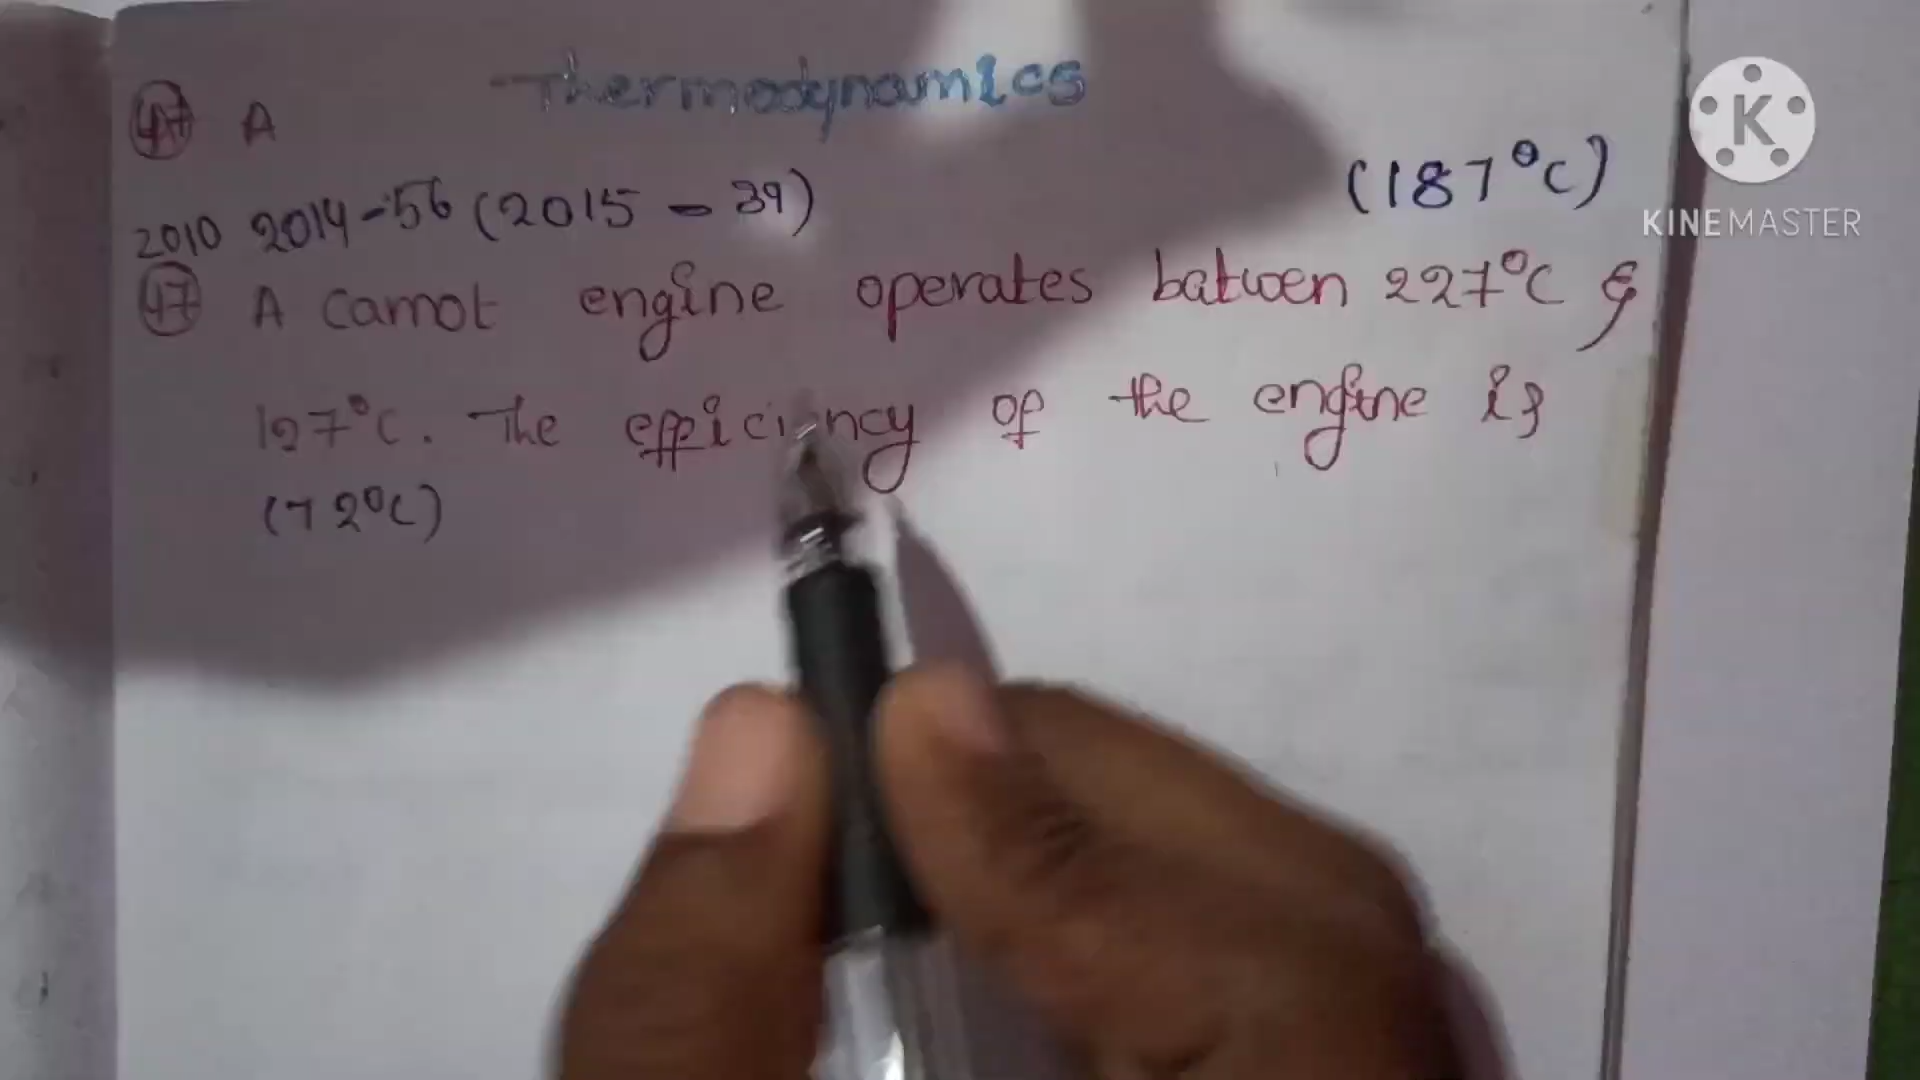 Thermodynamics
47 A
(187°C)
2010 2014-56 (2015 - 39)
47 A carnot engine operates batwen 227°C &
127°C. The efficiency of the engine is
(72°C)
K
KINEMASTER